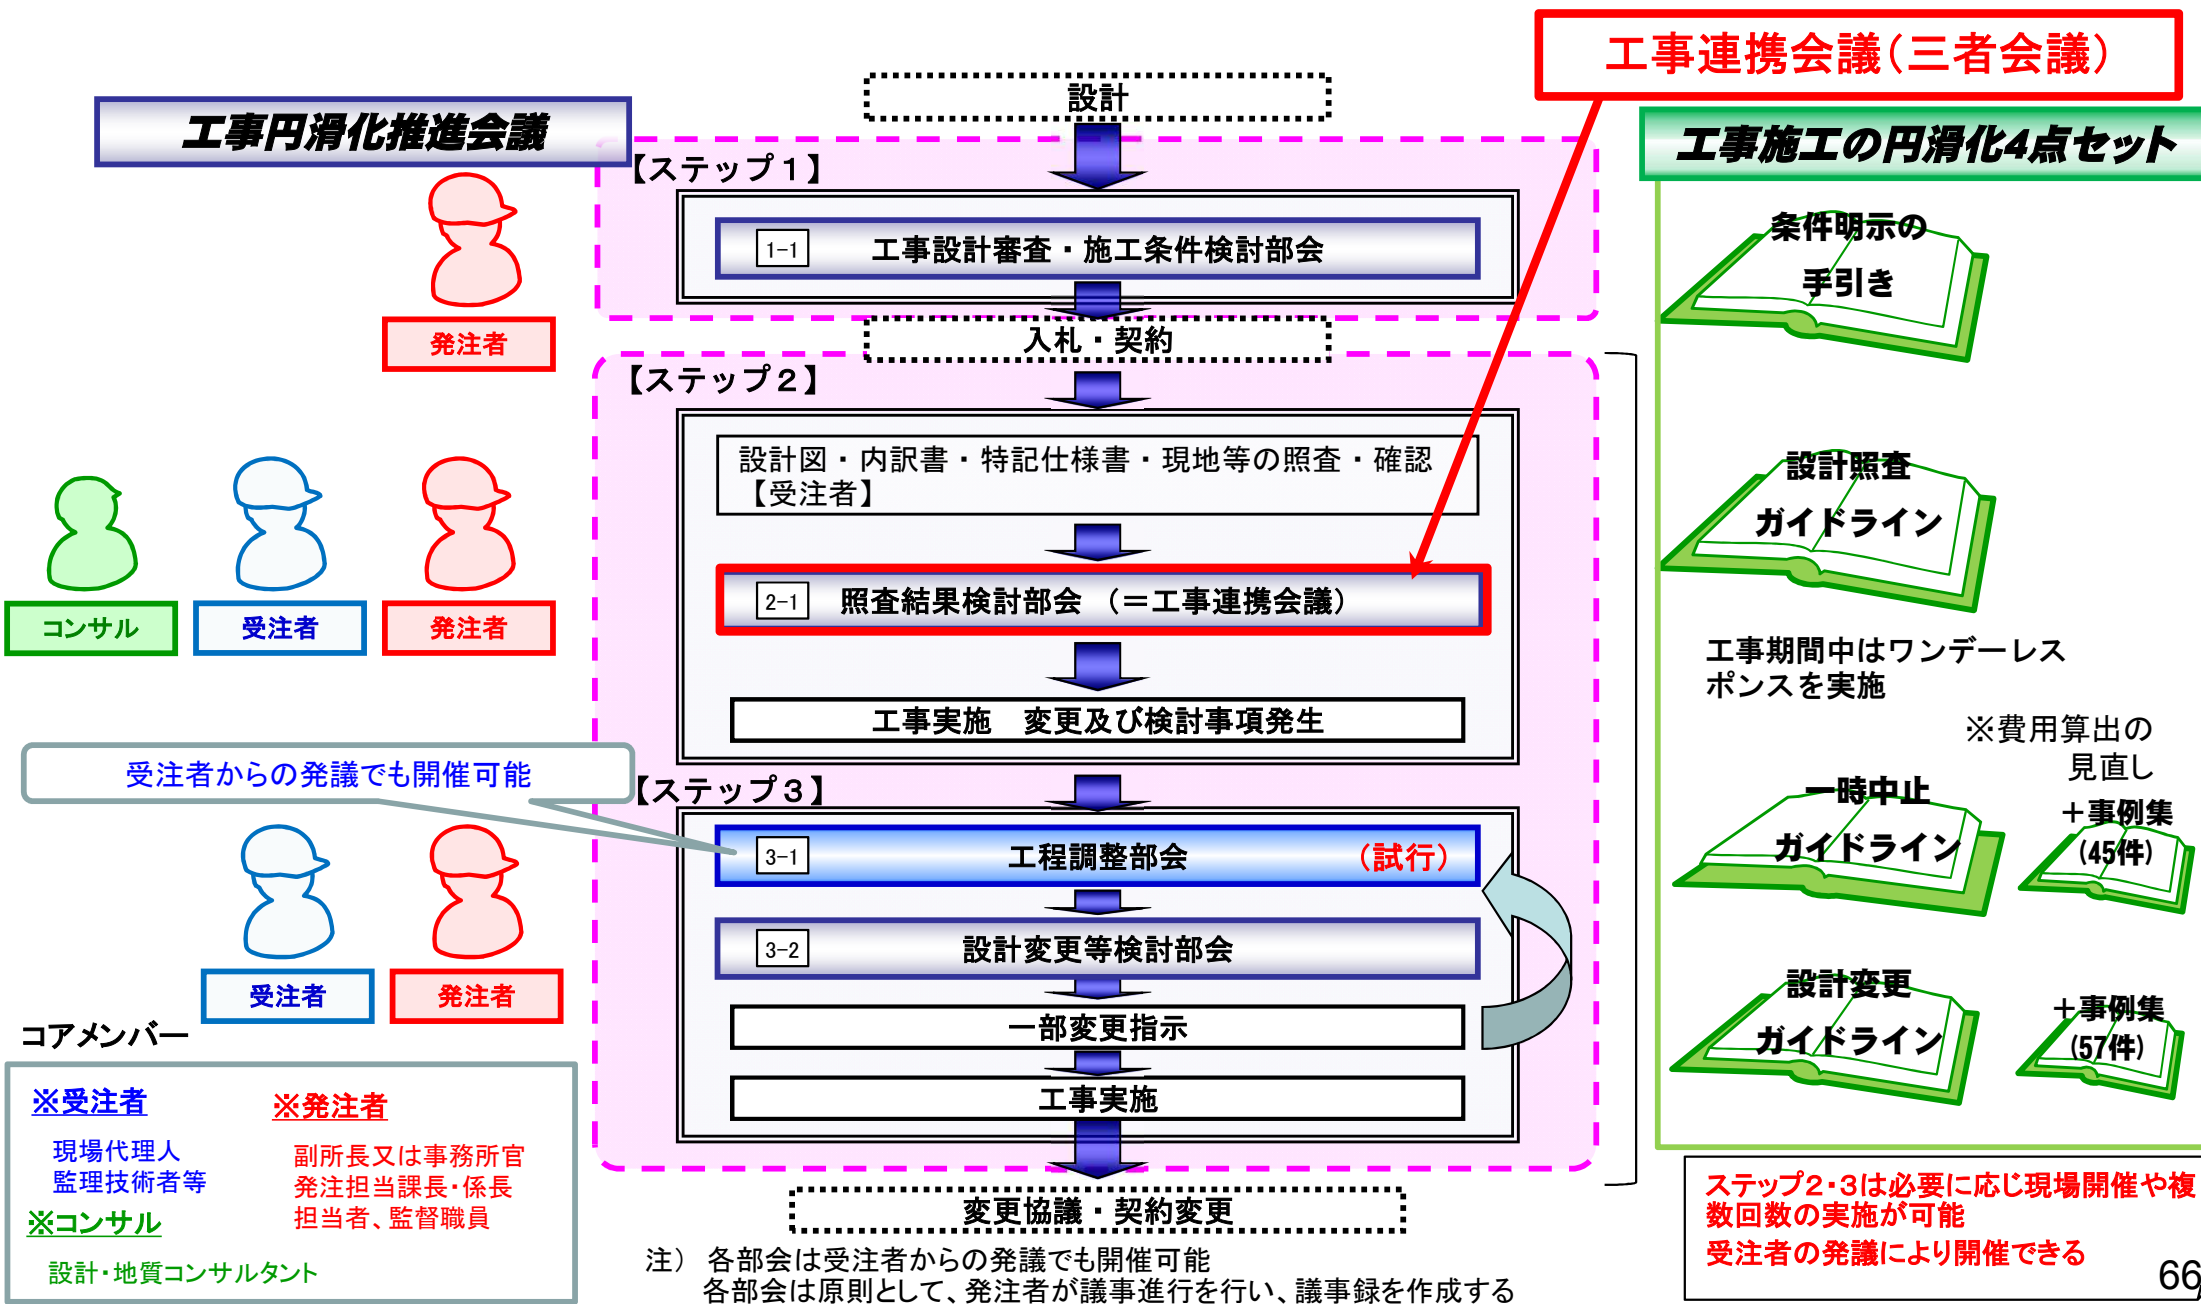 工事連携会議(三者会議)
設計
工事円滑化推進会議
工事施工の円滑化4点セット
【ステップ1】
1-1
工事設計審査・施工条件検討部会
発注者
入札・契約
【ステップ2】
設計図・内訳書・特記仕様書・現地等の照査・確認
【受注者】
2-1
照査結果検討部会 (=工事連携会議)
コンサル
受注者
発注者
工事実施 変更及び検討事項発生
受注者からの発議でも開催可能
【ステップ3】
3-1
工程調整部会
(試行)
3-2
設計変更等検討部会
一部変更指示
工事実施
受注者
発注者
変更協議・契約変更
注) 各部会は受注者からの発議でも開催可能
各部会は原則として、発注者が議事進行を行い、議事録を作成する
コアメンバー
※受注者
現場代理人
監理技術者等
※コンサル
設計・地質コンサルタント
※発注者
副所長又は事務所官
発注担当課長・係長
担当者、監督職員
条件明示の
手引き
設計照査
ガイドライン
工事期間中はワンデーレス
ポンスを実施
※費用算出の
見直し
一時中止
ガイドライン
+事例集
(45件)
設計変更
ガイドライン
+事例集
(57件)
ステップ2・3は必要に応じ現場開催や複
数回数の実施が可能
受注者の発議により開催できる
66